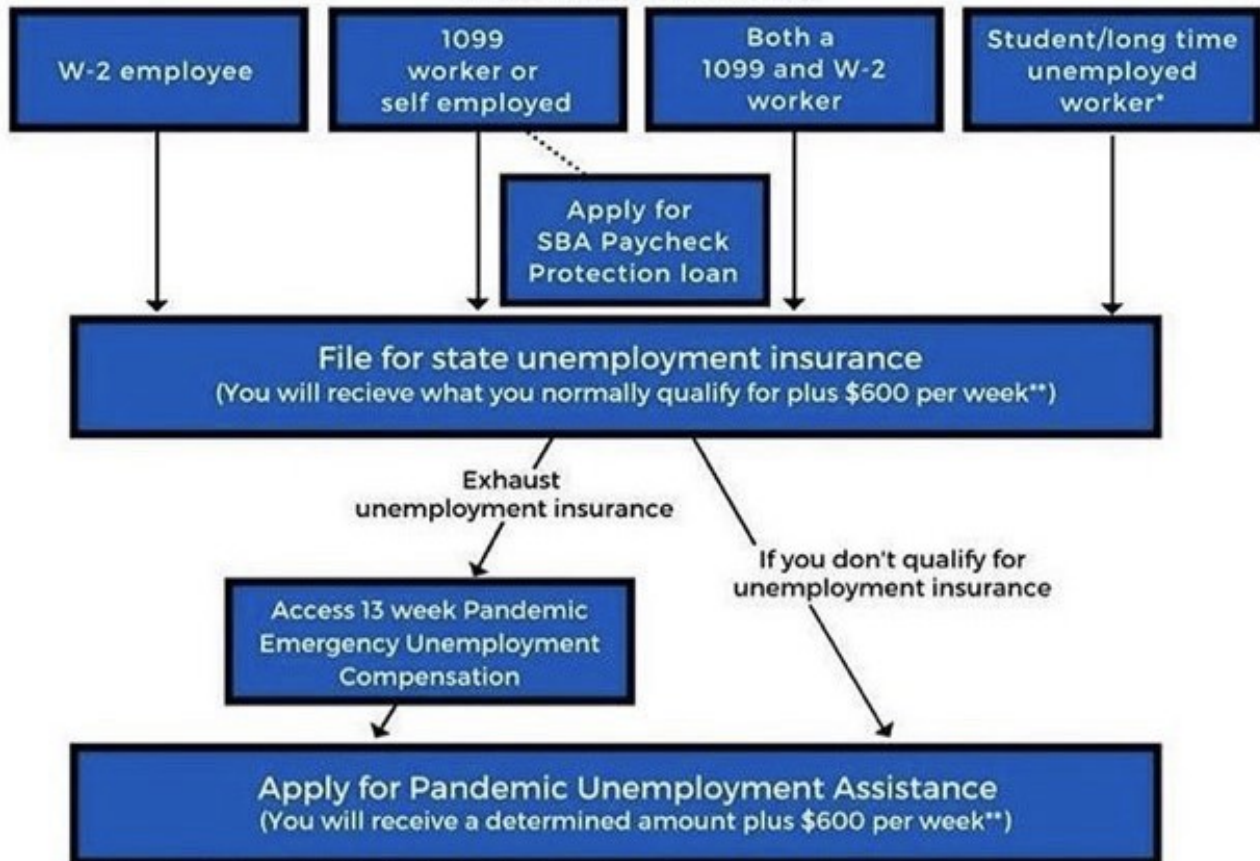 W-2 employee
1099
worker or
self employed
Both a
1099 and W-2
worker
Student/long time
unemployed
worker*
Apply for
SBA Paycheck
Protection loan
File for state unemployment insurance
(You will recieve what you normally qualify for plus $600 per week**)
Exhaust
unemployment insurance
If you don't qualify for
unemployment insurance
Access 13 week Pandemic
Emergency Unemployment
Compensation
Apply for Pandemic Unemployment Assistance
(You will receive a determined amount plus $600 per week**)